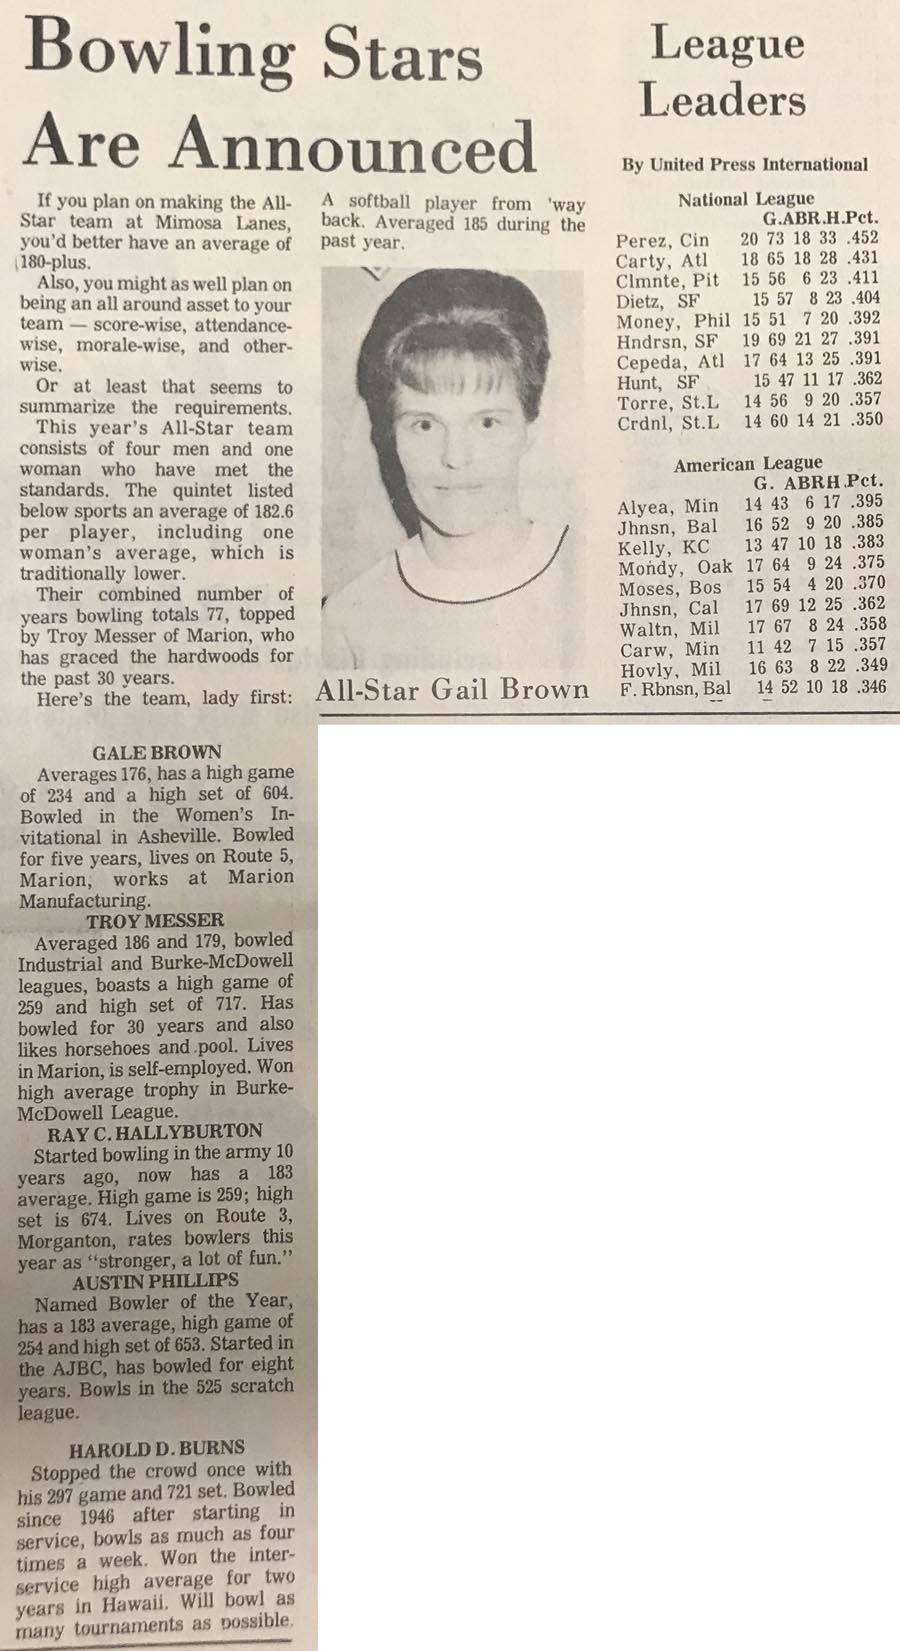 Bowling Stars
Are Announced
If you plan on making the All-
Star team at Mimosa Lanes,
you'd better have an average of
180-plus.
Also, you might as well plan on
being an all around asset to your
team — score-wise, attendance-
wise, morale-wise, and other-
wise.
Or at least that seems to
summarize the requirements.
This year's All-Star team
consists of four men and one
woman who have met the
standards. The quintet listed
below sports an average of 182.6
per player, including one
woman's average, which is
traditionally lower.
Their combined number of
years bowling totals 77, topped
by Troy Messer of Marion, who
has graced the hardwoods for
the past 30 years.
Here's the team, lady first:
GALE BROWN
Averages 176, has a high game
of 234 and a high set of 604.
Bowled in the Women's In-
vitational in Asheville. Bowled
for five years, lives on Route 5,
Marion, works at Marion
Manufacturing.
TROY MESSER
Averaged 186 and 179, bowled
Industrial and Burke-McDowell
leagues, boasts a high game of
259 and high set of 717. Has
bowled for 30 years and also
likes horsehoes and pool. Lives
in Marion, is self-employed. Won
high average trophy in Burke-
McDowell League.
RAY C. HALLYBURTON
Started bowling in the army 10
years ago, now has a 183
average. High game is 259; high
set is 674. Lives on Route 3,
Morganton, rates bowlers this
year as "stronger, a lot of fun."
AUSTIN PHILLIPS
Named Bowler of the Year,
has a 183 average, high game of
254 and high set of 653. Started in
the AJBC, has bowled for eight
years. Bowls in the 525 scratch
league.
HAROLD D. BURNS
Stopped the crowd once with
his 297 game and 721 set. Bowled
since 1946 after starting in
service, bowls as much as four
times a week. Won the inter-
service high average for two
years in Hawaii. Will bowl as
many tournaments as possible.
A softball player from 'way
back. Averaged 185 during the
past year.
All-Star Gail Brown
League
Leaders
By United Press International
National League
G.ABR.H.Pct.
Perez, Cin 20 73 18 33 .452
Carty, Atl 18 65 18 28 .431
Clmnte, Pit 15 56 6 23 .411
Dietz, SF 15 57 8 23 .404
Money, Phil 15 51 7 20 .392
Hndrsn, SF 19 69 21 27 .391
Cepeda, Atl 17 64 13 25 .391
Hunt, SF 15 47 11 17 .362
Torre, St.L 14 56 9 20 .357
Crdnl, St.L 14 60 14 21 .350
American League
G. ABRH.Pct.
Alyea, Min 14 43 6 17 .395
Jhnsn, Bal 16 52 9 20 .385
Kelly, KC 13 47 10 18 .383
Mondy, Oak 17 64 9 24 .375
Moses, Bos 15 54 4 20 .370
Jhnsn, Cal 17 69 12 25 .362
Waltn, Mil 17 67 8 24 .358
Carw, Min 11 42 7 15 .357
Hovly, Mil 16 63 8 22 .349
F. Rbnsn, Bal 14 52 10 18 .346